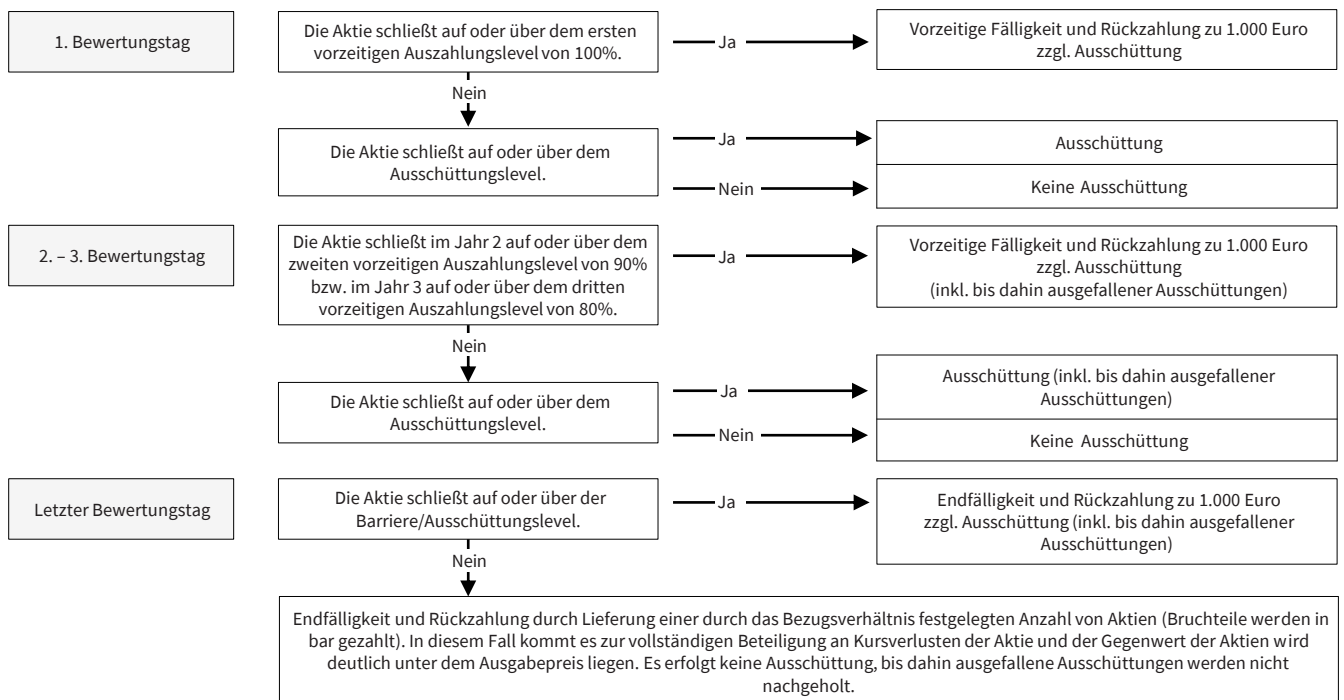 1. Bewertungstag
Die Aktie schließt auf oder über dem ersten
vorzeitigen Auszahlungslevel von 100%.
Ja
Vorzeitige Fälligkeit und Rückzahlung zu 1.000 Euro
zzgl. Ausschüttung
Nein
Die Aktie schließt auf oder über dem
Ausschüttungslevel.
Ja
Ausschüttung
Nein
Keine Ausschüttung
2. – 3. Bewertungstag
Die Aktie schließt im Jahr 2 auf oder über dem
zweiten vorzeitigen Auszahlungslevel von 90%
bzw. im Jahr 3 auf oder über dem dritten
vorzeitigen Auszahlungslevel von 80%.
Ja
Vorzeitige Fälligkeit und Rückzahlung zu 1.000 Euro
zzgl. Ausschüttung
(inkl. bis dahin ausgefallener Ausschüttungen)
Nein
Die Aktie schließt auf oder über dem
Ausschüttungslevel.
Ja
Ausschüttung (inkl. bis dahin ausgefallener
Ausschüttungen)
Nein
Keine Ausschüttung
Letzter Bewertungstag
Die Aktie schließt auf oder über der
Barriere/Ausschüttungslevel.
Ja
Endfälligkeit und Rückzahlung zu 1.000 Euro
zzgl. Ausschüttung (inkl. bis dahin ausgefallener
Ausschüttungen)
Nein
Endfälligkeit und Rückzahlung durch Lieferung einer durch das Bezugsverhältnis festgelegten Anzahl von Aktien (Bruchteile werden in
bar gezahlt). In diesem Fall kommt es zur vollständigen Beteiligung an Kursverlusten der Aktie und der Gegenwert der Aktien wird
deutlich unter dem Ausgabepreis liegen. Es erfolgt keine Ausschüttung, bis dahin ausgefallene Ausschüttungen werden nicht
nachgeholt.